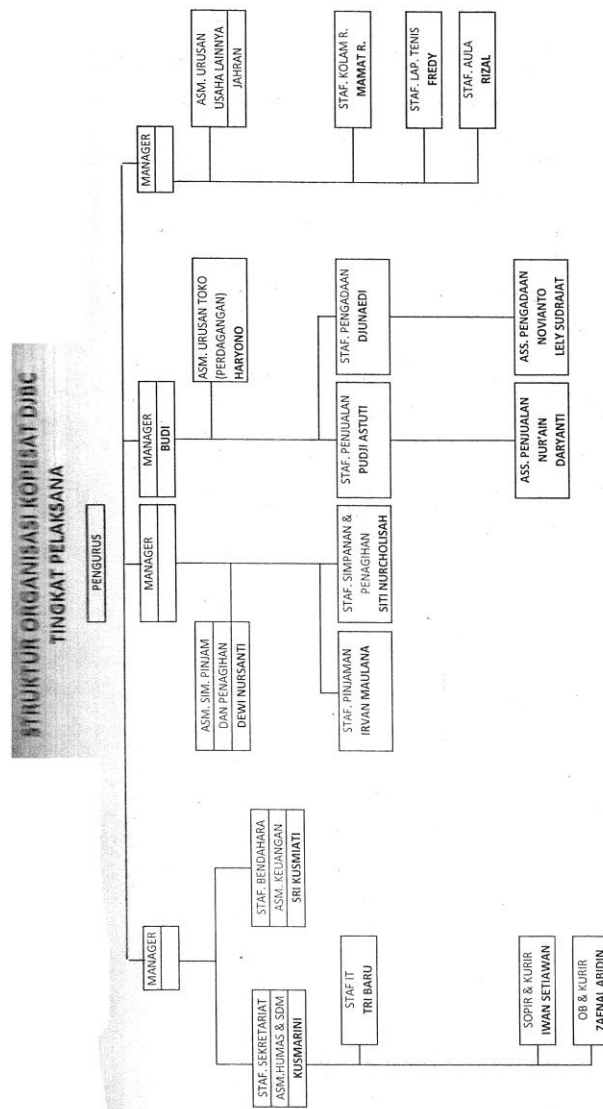 STRUKTUR ORGANISASI KOPESAT DJBC
TINGKAT PELAKSANA
PENGURUS
MANAGER
STAF. SEKRETARIAT
ASM.HUMAS & SDM
KUSMARINI
STAF. BENDAHARA
ASM. KEUANGAN
SRI KUSMIATI
STAF IT
TRI BARU
SOPIR & KURIR
IWAN SETIAWAN
OB & KURIR
ZAENAL ABIDIN
MANAGER
ASM. SIM. PINJAM
DAN PENAGIHAN
DEWI NURSANTI
STAF. PINJAMAN
IRVAN MAULANA
STAF. SIMPANAN &
PENAGIHAN
SITI NURCHOLISAH
MANAGER
BUDI
ASM. URUSAN TOKO
(PERDAGANGAN)
HARYONO
STAF. PENJUALAN
PUDJI ASTUTI
STAF. PENGADAAN
DJUNAEDI
ASS. PENJUALAN
NUR'AIN
DARYANTI
ASS. PENGADAAN
NOVIANTO
LELY SUDRAJAT
MANAGER
ASM. URUSAN
USAHA LAINNYA
JAHRAN
STAF. KOLAM R.
MAMAT R.
STAF. LAP. TENIS
FREDY
STAF. AULA
RIZAL